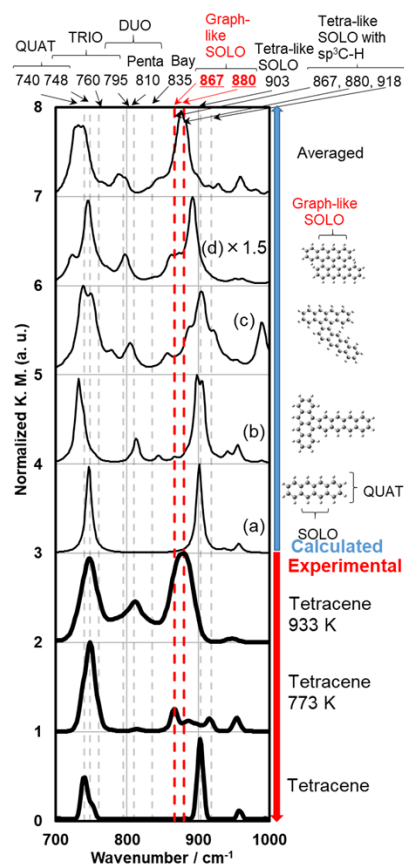 DUO
TRIO
QUAT
Penta Bay
Graph-
like
SOLO
Tetra-like
SOLO
Tetra-like
SOLO with
sp³C-H
740 748 760 795 810 835 867 880 903 867, 880, 918
8
Averaged
7
Graph-like
SOLO
(d) × 1.5
6
(c)
5
(b)
4
QUAT
(a)
SOLO
Calculated
3
Experimental
Tetracene
933 K
2
Tetracene
773 K
1
Tetracene
0
700 800 900 1000
Wavenumber / cm⁻¹
Normalized K. M. (a. u.)